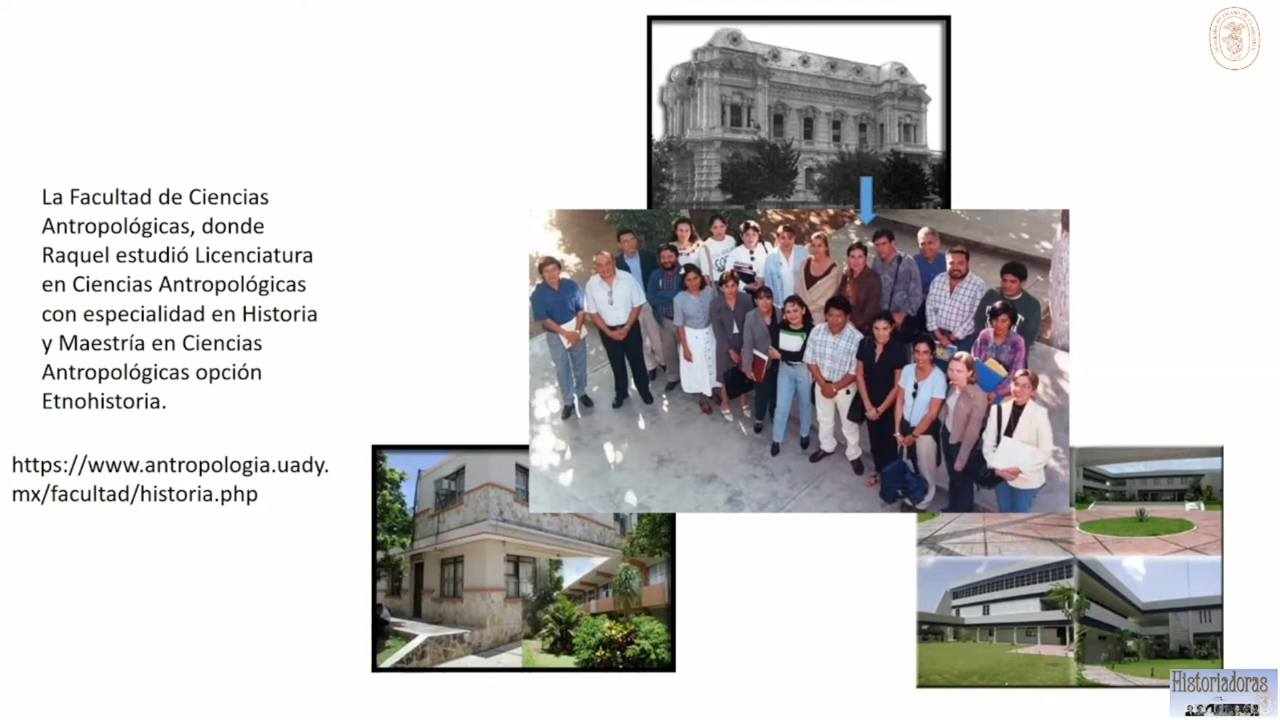 La Facultad de Ciencias
Antropológicas, donde
Raquel estudió Licenciatura
en Ciencias Antropológicas
con especialidad en Historia
y Maestría en Ciencias
Antropológicas opción
Etnohistoria.
https://www.antropologia.uady.
mx/facultad/historia.php
Historiadoras